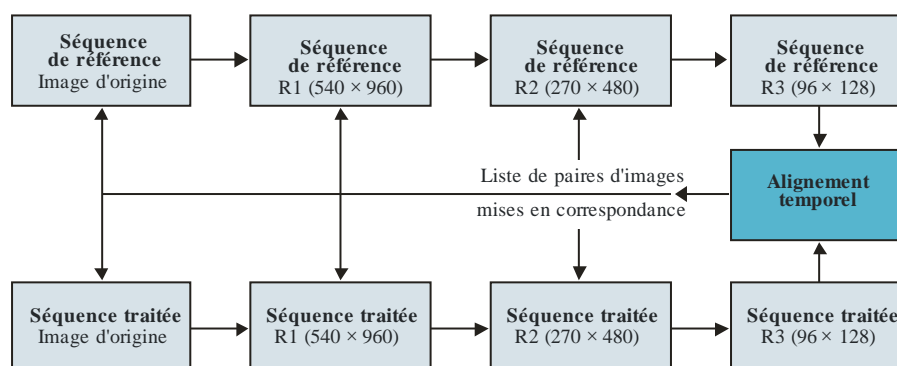 Séquence
de référence
Image d'origine
Séquence
de référence
R1 (540 × 960)
Séquence
de référence
R2 (270 × 480)
Séquence
de référence
R3 (96 × 128)
Liste de paires d'images
mises en correspondance
Alignement
temporel
Séquence traitée
Image d'origine
Séquence traitée
R1 (540 × 960)
Séquence traitée
R2 (270 × 480)
Séquence traitée
R3 (96 × 128)